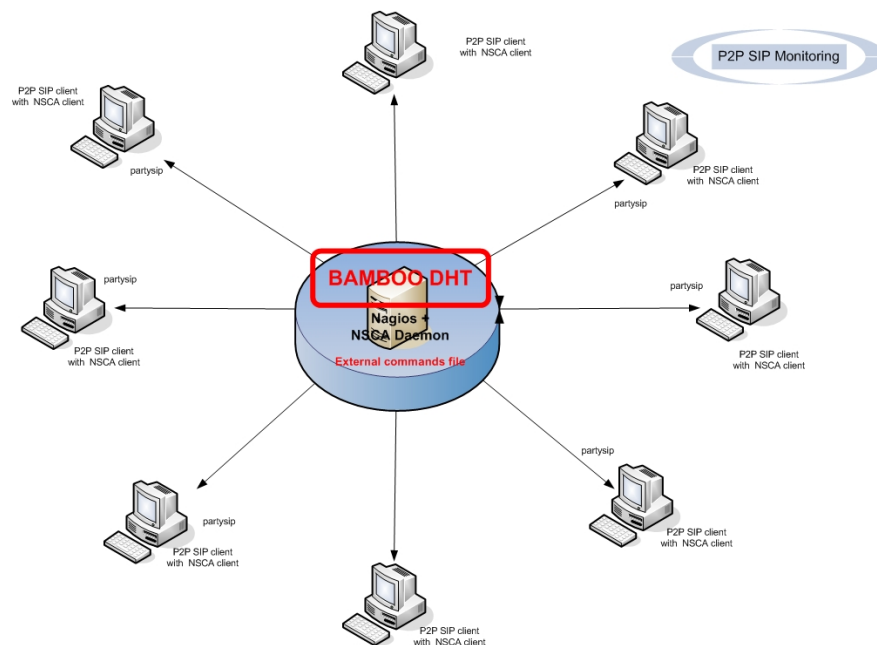 P2P SIP client
with NSCA client
P2P SIP Monitoring
P2P SIP client
with NSCA client
partysip
P2P SIP client
with NSCA client
partysip
BAMBOO DHT
Nagios +
NSCA Daemon
External commands file
partysip
P2P SIP client
with NSCA client
partysip
P2P SIP client
with NSCA client
partysip
P2P SIP client
with NSCA client
partysip
P2P SIP client
with NSCA client
P2P SIP client
with NSCA client